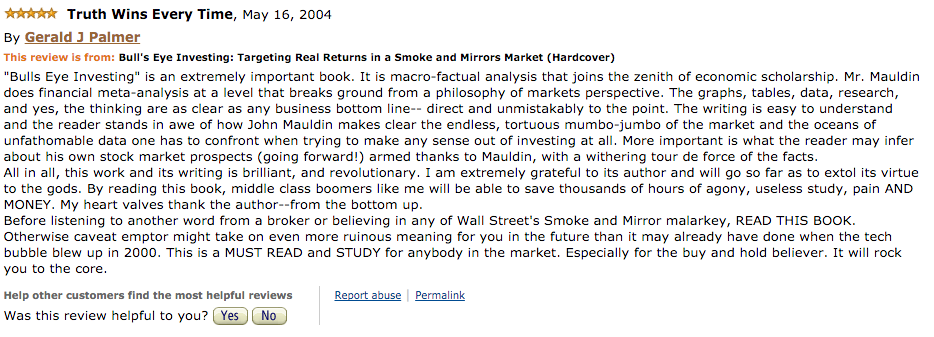 Truth Wins Every Time, May 16, 2004
By Gerald J Palmer
This review is from: Bull's Eye Investing: Targeting Real Returns in a Smoke and Mirrors Market (Hardcover)
"Bulls Eye Investing" is an extremely important book. It is macro-factual analysis that joins the zenith of economic scholarship. Mr. Mauldin
does financial meta-analysis at a level that breaks ground from a philosophy of markets perspective. The graphs, tables, data, research,
and yes, the thinking are as clear as any business bottom line-- direct and unmistakably to the point. The writing is easy to understand
and the reader stands in awe of how John Mauldin makes clear the endless, tortuous mumbo-jumbo of the market and the oceans of
unfathomable data one has to confront when trying to make any sense out of investing at all. More important is what the reader may infer
about his own stock market prospects (going forward!) armed thanks to Mauldin, with a withering tour de force of the facts.
All in all, this work and its writing is brilliant, and revolutionary. I am extremely grateful to its author and will go so far as to extol its virtue
to the gods. By reading this book, middle class boomers like me will be able to save thousands of hours of agony, useless study, pain AND
MONEY. My heart valves thank the author--from the bottom up.
Before listening to another word from a broker or believing in any of Wall Street's Smoke and Mirror malarkey, READ THIS BOOK.
Otherwise caveat emptor might take on even more ruinous meaning for you in the future than it may already have done when the tech
bubble blew up in 2000. This is a MUST READ and STUDY for anybody in the market. Especially for the buy and hold believer. It will rock
you to the core.
Help other customers find the most helpful reviews
Was this review helpful to you? Yes No
Report abuse | Permalink